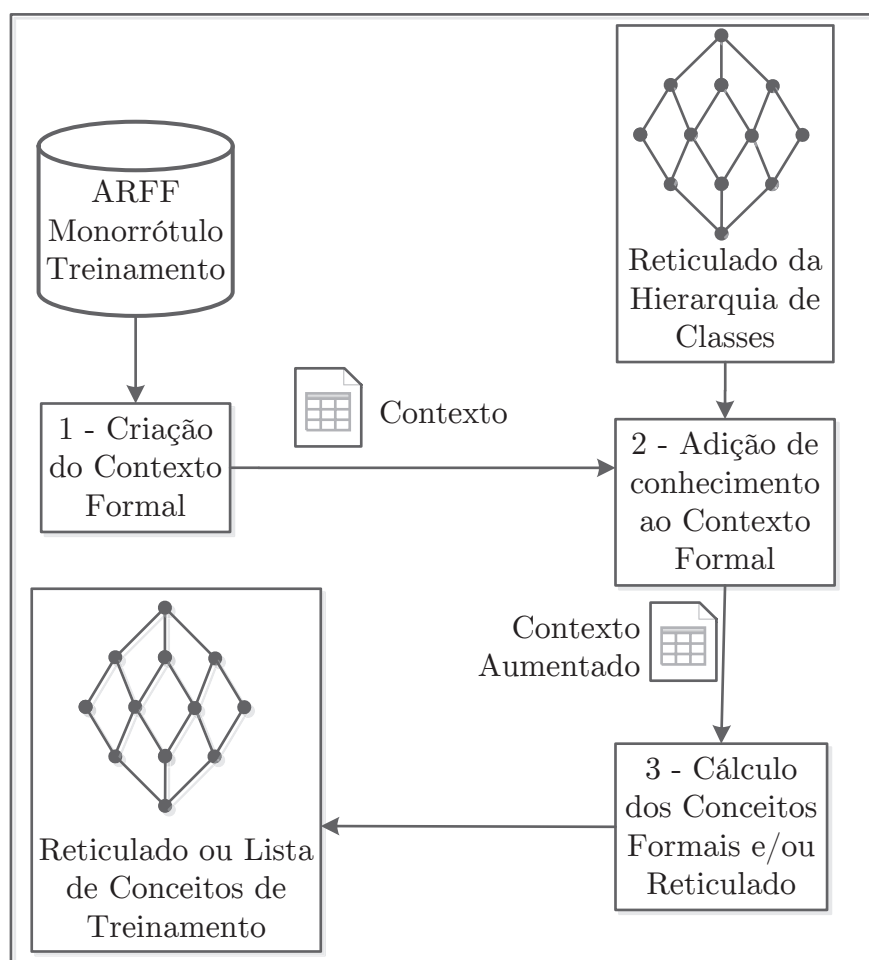 ARFF
Monorrótulo
Treinamento
Reticulado da
Hierarquia de
Classes
1 - Criação
do Contexto
Formal
Contexto
2 - Adição de
conhecimento
ao Contexto
Formal
Contexto
Aumentado
3 - Cálculo
dos Conceitos
Formais e/ou
Reticulado
Reticulado ou Lista
de Conceitos de
Treinamento